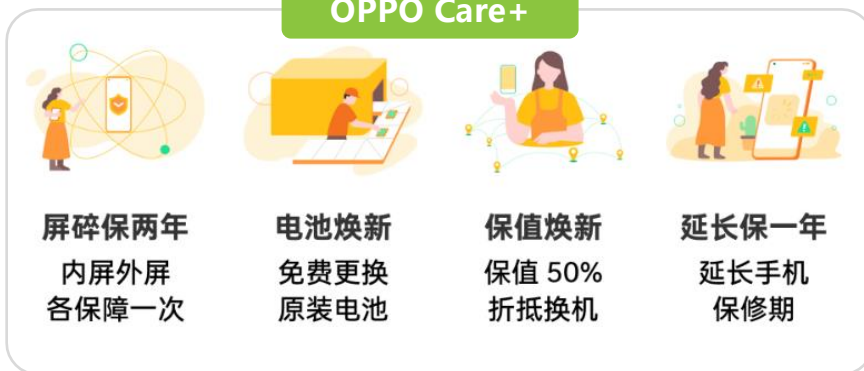 OPPO Care+
屏碎保两年
内屏外屏
各保障一次
电池焕新
免费更换
原装电池
保值焕新
保值 50%
折抵换机
延长保一年
延长手机
保修期